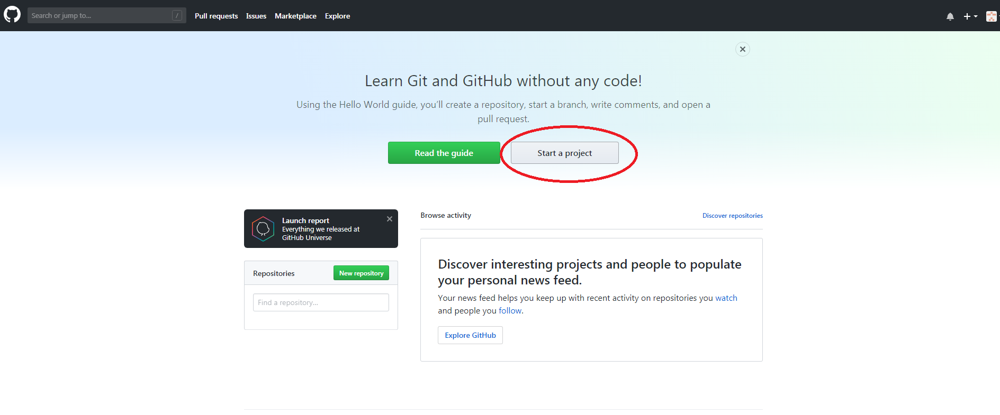 Search or jump to...
/
Pull requests
Issues
Marketplace
Explore
Learn Git and GitHub without any code!
Using the Hello World guide, you’ll create a repository, start a branch, write comments, and open a
pull request.
Read the guide
Start a project
Launch report
Everything we released at
GitHub Universe
Repositories
New repository
Find a repository...
Browse activity
Discover repositories
Discover interesting projects and people to populate
your personal news feed.
Your news feed helps you keep up with recent activity on repositories you watch
and people you follow.
Explore GitHub